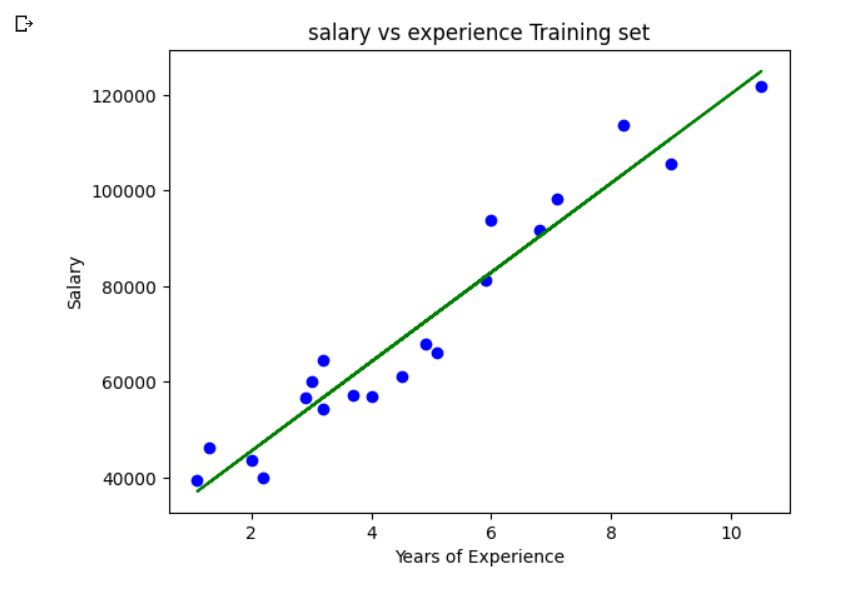 salary vs experience Training set
120000
100000
80000
60000
40000
Salary
2 4 6 8 10
Years of Experience